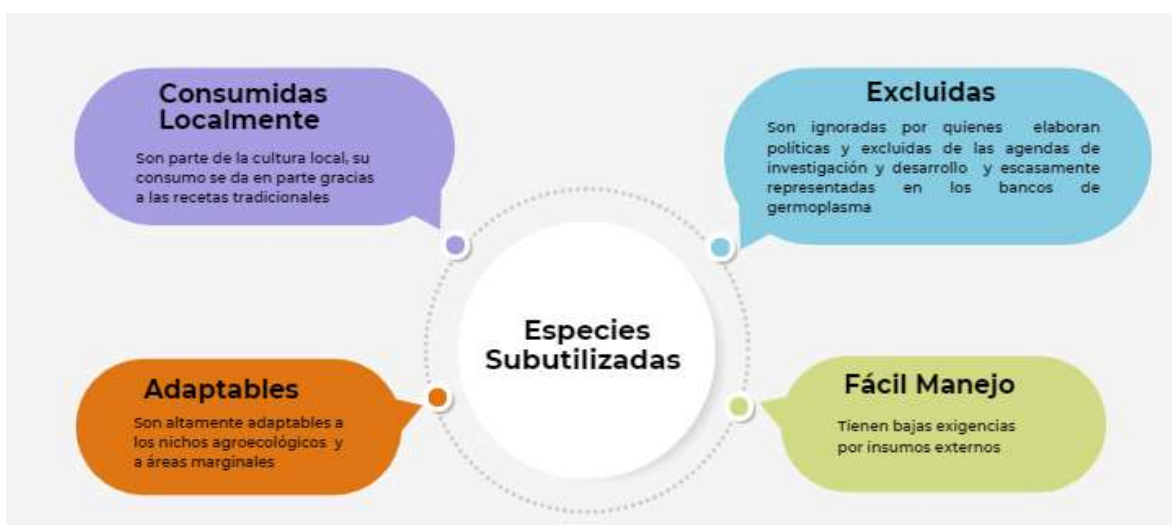 Consumidas
Localmente
Son parte de la cultura local, su
consumo se da en parte gracias
a las recetas tradicionales
Excluidas
Son ignoradas por quienes elaboran
políticas y excluidas de las agendas de
investigación y desarrollo y escasamente
representadas en los bancos de
germoplasma
Especies
Subutilizadas
Adaptables
Son altamente adaptables a
los nichos agroecológicos y
a áreas marginales
Fácil Manejo
Tienen bajas exigencias
por insumos externos